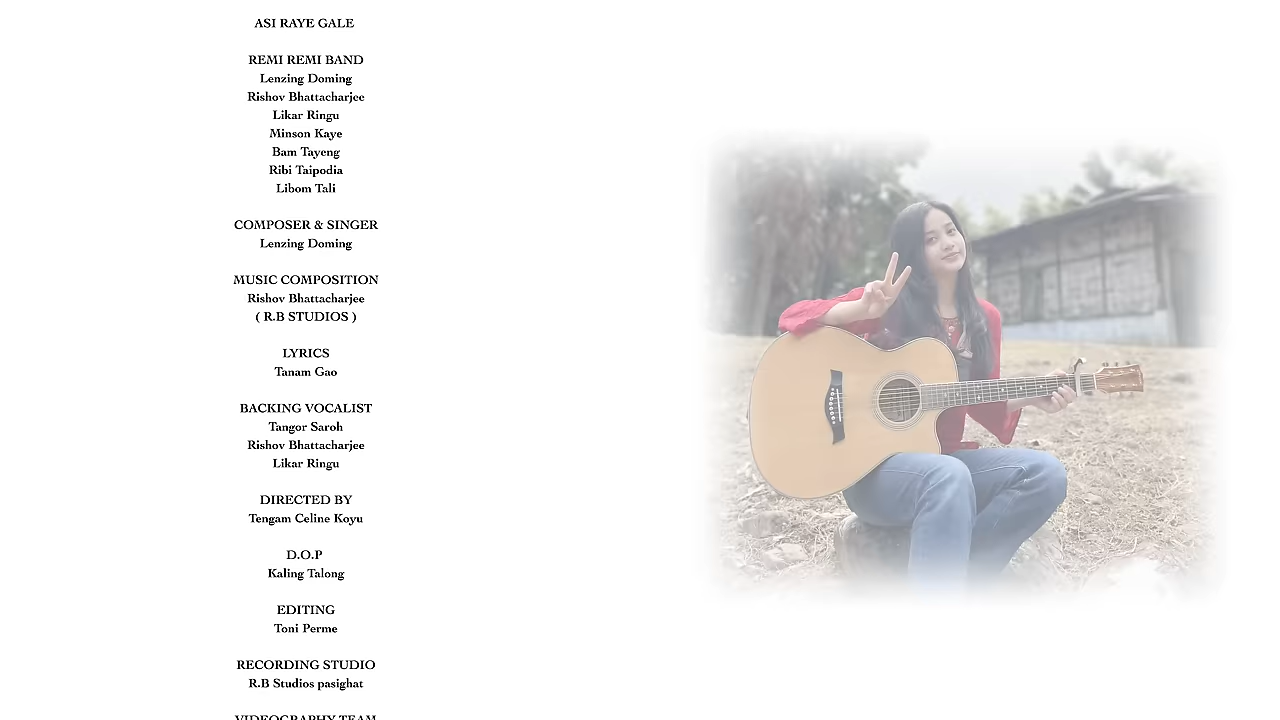 ASI RAYE GALE
REMI REMI BAND
Lenzing Doming
Rishov Bhattacharjee
Likar Ringu
Minson Kaye
Bam Tayeng
Ribi Taipodia
Libom Tali
COMPOSER & SINGER
Lenzing Doming
MUSIC COMPOSITION
Rishov Bhattacharjee
( R.B STUDIOS )
LYRICS
Tanam Gao
BACKING VOCALIST
Tangor Saroh
Rishov Bhattacharjee
Likar Ringu
DIRECTED BY
Tengam Celine Koyu
D.O.P
Kaling Talong
EDITING
Toni Perme
RECORDING STUDIO
R.B Studios pasighat
VIDEOGRAPHY TEAM